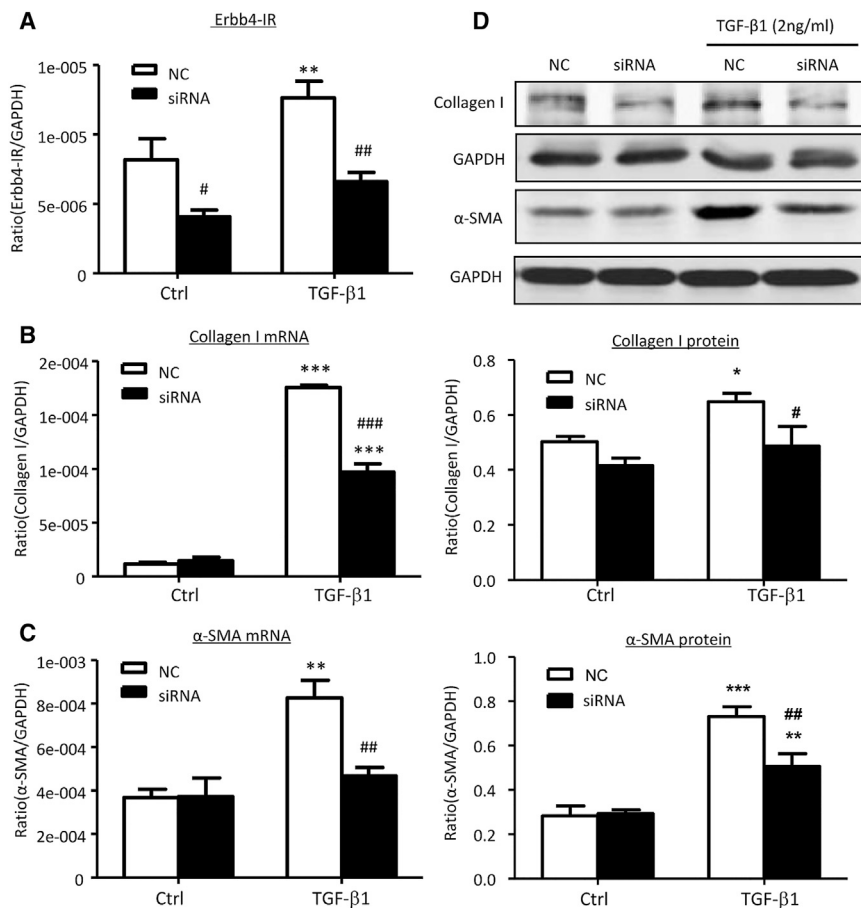 A
Erbb4-IR
Ratio(Erbb4-IR/GAPDH)
1e-005
1e-005
5e-006
0
NC
siRNA
#
**
##
Ctrl
TGF-β1
D
TGF-β1 (2ng/ml)
NC
siRNA
NC
siRNA
Collagen I
GAPDH
α-SMA
GAPDH
B
Collagen I mRNA
Ratio(Collagen I/GAPDH)
2e-004
1e-004
1e-004
5e-005
0
NC
siRNA
***
###
***
Ctrl
TGF-β1
Collagen I protein
Ratio(Collagen I/GAPDH)
0.8
0.6
0.4
0.2
0.0
NC
siRNA
*
#
Ctrl
TGF-β1
C
α-SMA mRNA
Ratio(α-SMA/GAPDH)
1e-003
8e-004
6e-004
4e-004
2e-004
0
NC
siRNA
**
##
Ctrl
TGF-β1
α-SMA protein
Ratio(α-SMA/GAPDH)
1.0
0.8
0.6
0.4
0.2
0.0
NC
siRNA
***
##
**
Ctrl
TGF-β1